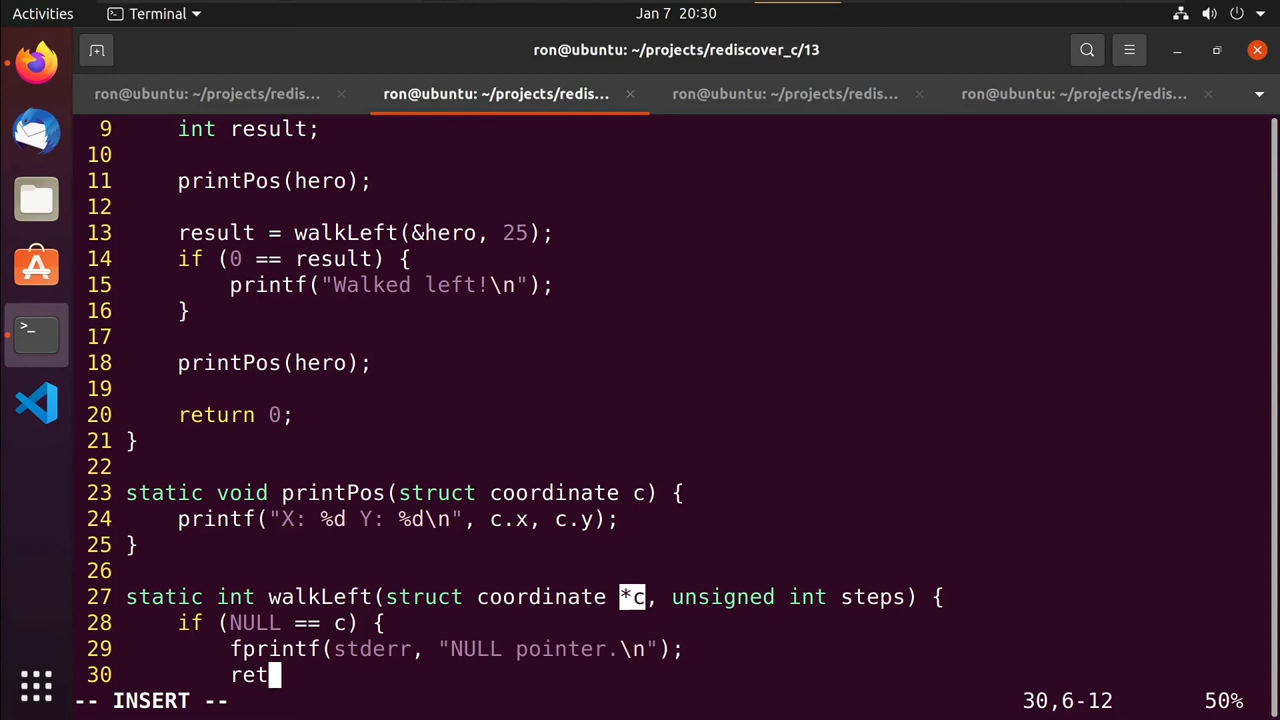 Activities
Terminal
Jan 7 20:30
ron@ubuntu: ~/projects/rediscover_c/13
ron@ubuntu: ~/projects/redis... ron@ubuntu: ~/projects/redis... ron@ubuntu: ~/projects/redis... ron@ubuntu: ~/projects/redis...
9 int result;
10
11 printPos(hero);
12
13 result = walkLeft(&hero, 25);
14 if (0 == result) {
15 printf("Walked left!\n");
16 }
17
18 printPos(hero);
19
20 return 0;
21 }
22
23 static void printPos(struct coordinate c) {
24 printf("X: %d Y: %d\n", c.x, c.y);
25 }
26
27 static int walkLeft(struct coordinate *c, unsigned int steps) {
28 if (NULL == c) {
29 fprintf(stderr, "NULL pointer.\n");
30 ret
-- INSERT -- 30,6-12 50%